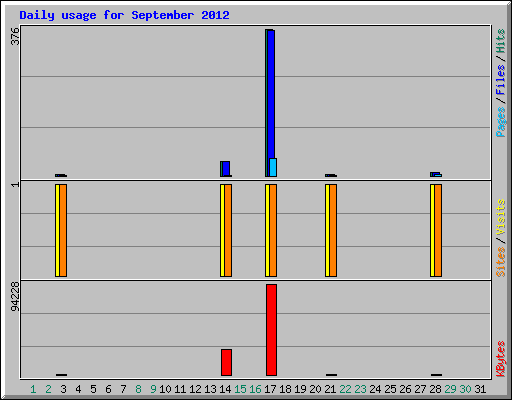 Daily usage for September 2012
376
Pages / Files / Hits
1
Sites / Visits
94228
KBytes
1 2 3 4 5 6 7 8 9 10 11 12 13 14 15 16 17 18 19 20 21 22 23 24 25 26 27 28 29 30 31